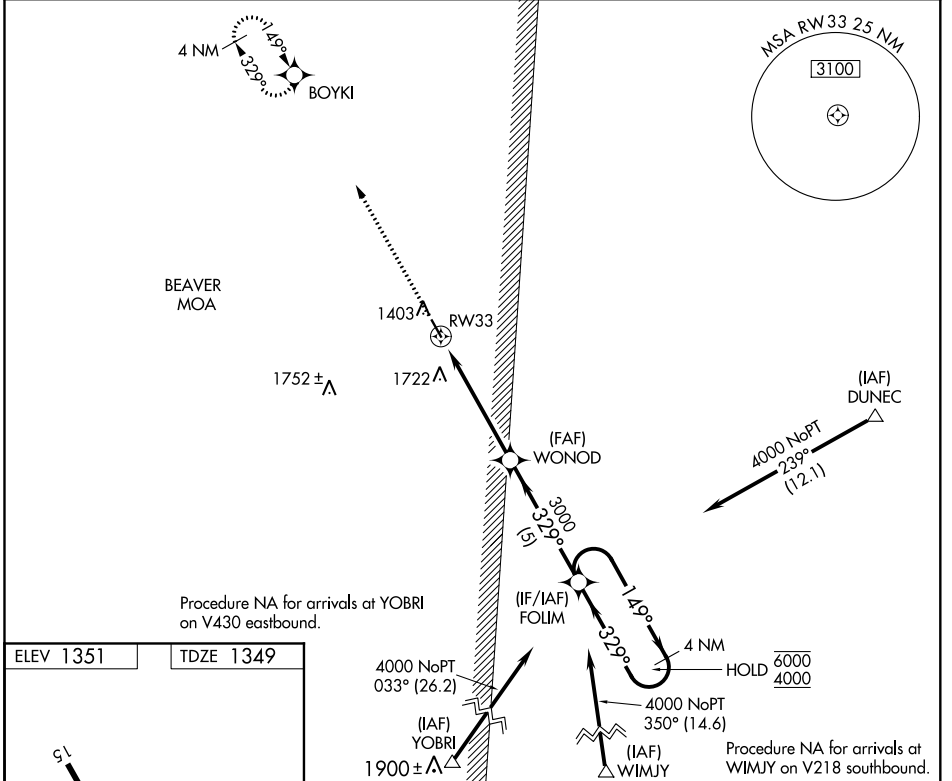 4 NM
149°
329°
BOYKI
MSA RW33 25 NM
3100
BEAVER
MOA
1403
RW33
1752 ±
1722
(IAF)
DUNEC
4000 NoPT
239°
(12.1)
(FAF)
WONOD
3000
329°
(5)
(IF/IAF)
FOLIM
149°
329°
4 NM
HOLD
6000
4000
Procedure NA for arrivals at YOBRI
on V430 eastbound.
ELEV 1351
TDZE 1349
4000 NoPT
033° (26.2)
(IAF)
YOBRI
1900 ±
4000 NoPT
350° (14.6)
(IAF)
WIMJY
Procedure NA for arrivals at
WIMJY on V218 southbound.
15